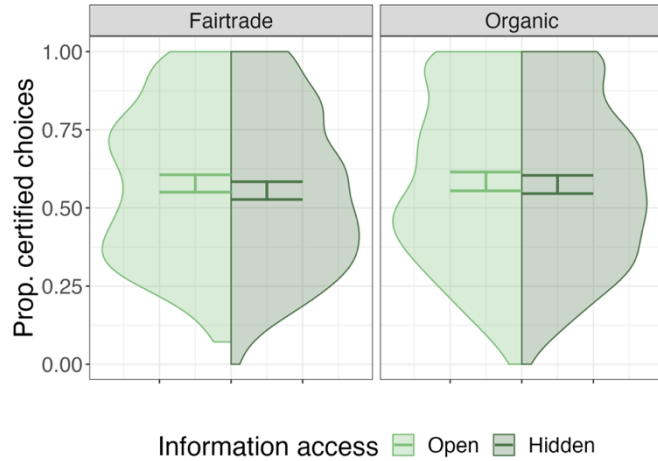 Fairtrade Organic
Prop. certified choices
1.00
0.75
0.50
0.25
0.00
Information access Open Hidden